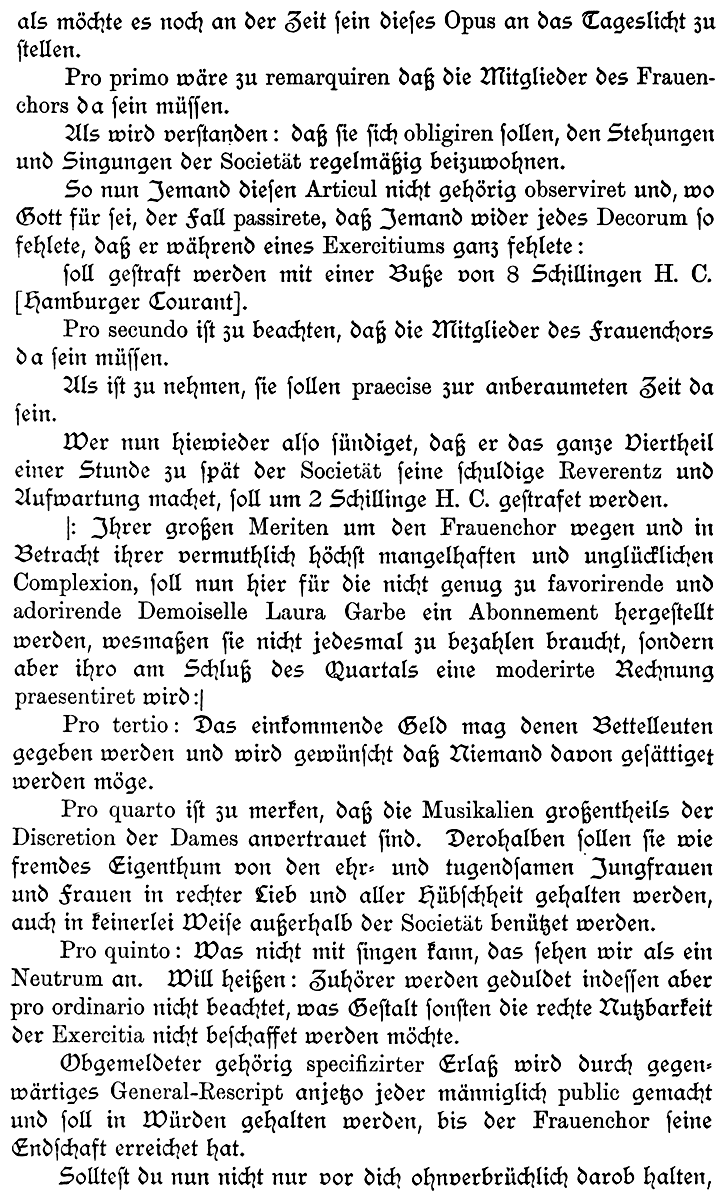 als möchte es noch an der Zeit sein dieses Opus an das Tageslicht zu
stellen.
Pro primo wäre zu remarquiren daß die Mitglieder des Frauen-
chors da sein müssen.
Als wird verstanden: daß sie sich obligiren sollen, den Stehungen
und Singungen der Societät regelmäßig beizuwohnen.
So nun Jemand diesen Articul nicht gehörig observiret und, wo
Gott für sei, der Fall passirete, daß Jemand wider jedes Decorum so
fehlete, daß er während eines Exercitiums ganz fehlete:
soll gestraft werden mit einer Buße von 8 Schillingen H. C.
[Hamburger Courant].
Pro secundo ist zu beachten, daß die Mitglieder des Frauenchors
da sein müssen.
Als ist zu nehmen, sie sollen praecise zur anberaumeten Zeit da
sein.
Wer nun hiewieder also sündiget, daß er das ganze Viertheil
einer Stunde zu spät der Societät seine schuldige Reverentz und
Aufwartung machet, soll um 2 Schillinge H. C. gestrafet werden.
|: Ihrer großen Meriten um den Frauenchor wegen und in
Betracht ihrer vermuthlich höchst mangelhaften und unglücklichen
Complexion, soll nun hier für die nicht genug zu favorirende und
adorirende Demoiselle Laura Garbe ein Abonnement hergestellt
werden, wesmaßen sie nicht jedesmal zu bezahlen braucht, sondern
aber ihro am Schluß des Quartals eine moderirte Rechnung
praesentiret wird:|
Pro tertio: Das einkommende Geld mag denen Bettelleuten
gegeben werden und wird gewünscht daß Niemand davon gesättiget
werden möge.
Pro quarto ist zu merken, daß die Musikalien großentheils der
Discretion der Dames anvertrauet sind. Derohalben sollen sie wie
fremdes Eigenthum von den ehr- und tugendsamen Jungfrauen
und Frauen in rechter Lieb und aller Hübschheit gehalten werden,
auch in keinerlei Weise außerhalb der Societät benützet werden.
Pro quinto: Was nicht mit singen kann, das sehen wir als ein
Neutrum an. Will heißen: Zuhörer werden geduldet indessen aber
pro ordinario nicht beachtet, was Gestalt sonsten die rechte Nutzbarkeit
der Exercitia nicht beschaffet werden möchte.
Obgemeldeter gehörig specifizirter Erlaß wird durch gegen-
wärtiges General-Rescript anjetzo jeder männiglich public gemacht
und soll in Würden gehalten werden, bis der Frauenchor seine
Endschaft erreichet hat.
Solltest du nun nicht nur vor dich ohnverbrüchlich darob halten,